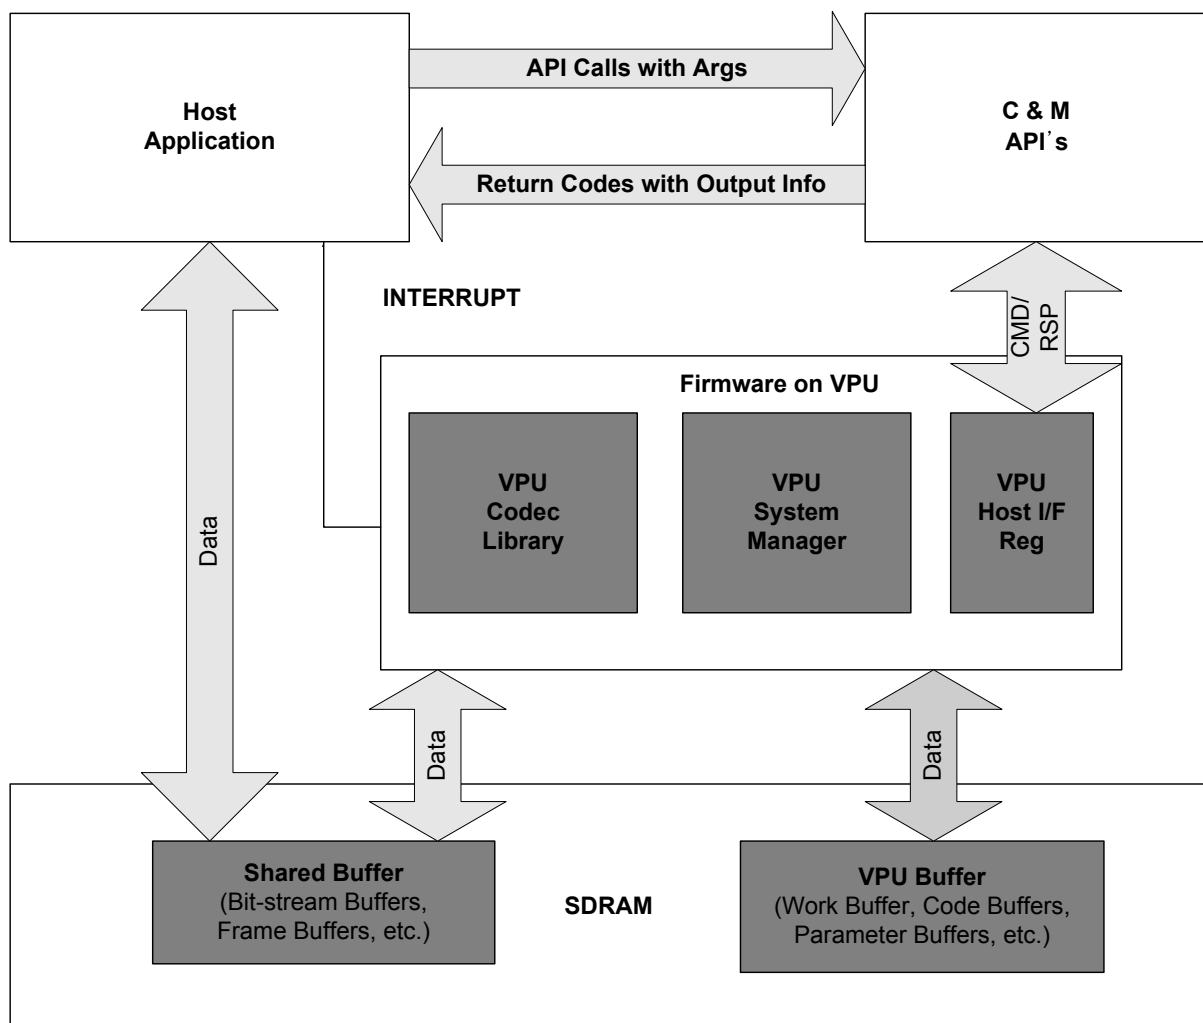 API Calls with Args
Host
Application
C & M
API's
Return Codes with Output Info
INTERRUPT
CMD/
RSP
Firmware on VPU
VPU
Codec
Library
VPU
System
Manager
VPU
Host I/F
Reg
Data
Data
Data
Shared Buffer
(Bit-stream Buffers,
Frame Buffers, etc.)
SDRAM
VPU Buffer
(Work Buffer, Code Buffers,
Parameter Buffers, etc.)